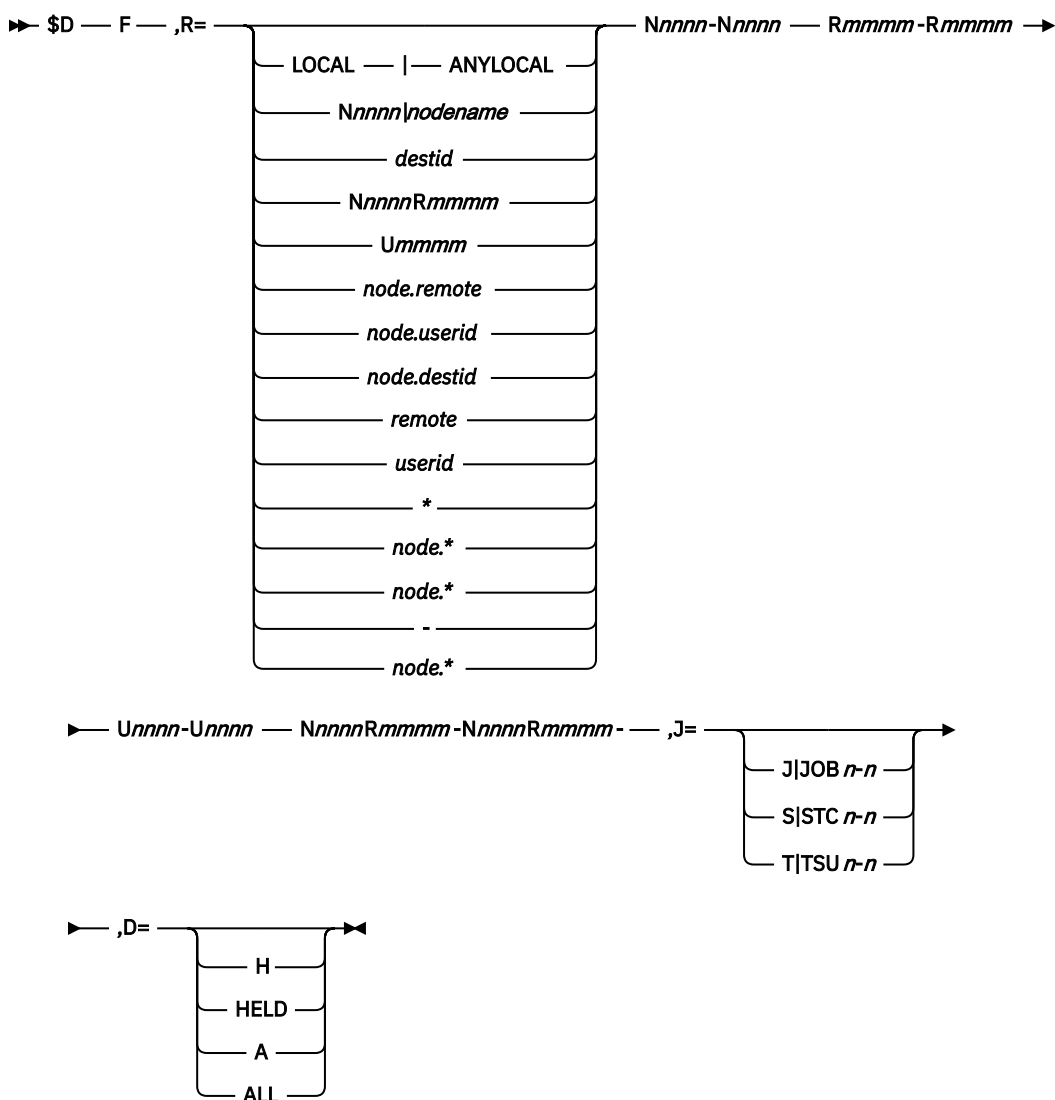 $D F ,R= Nnnnn-Nnnnn Rmmmm-Rmmmm
LOCAL | ANYLOCAL
Nnnnn|nodename
destid
NnnnnRmmmm
Ummmm
node.remote
node.userid
node.destid
remote
userid
*
node.*
node.*
-
node.*
Unnnn-Unnnn NnnnnRmmmm-NnnnnRmmmm- ,J=
J|JOB n-n
S|STC n-n
T|TSU n-n
,D=
H
HELD
A
ALL